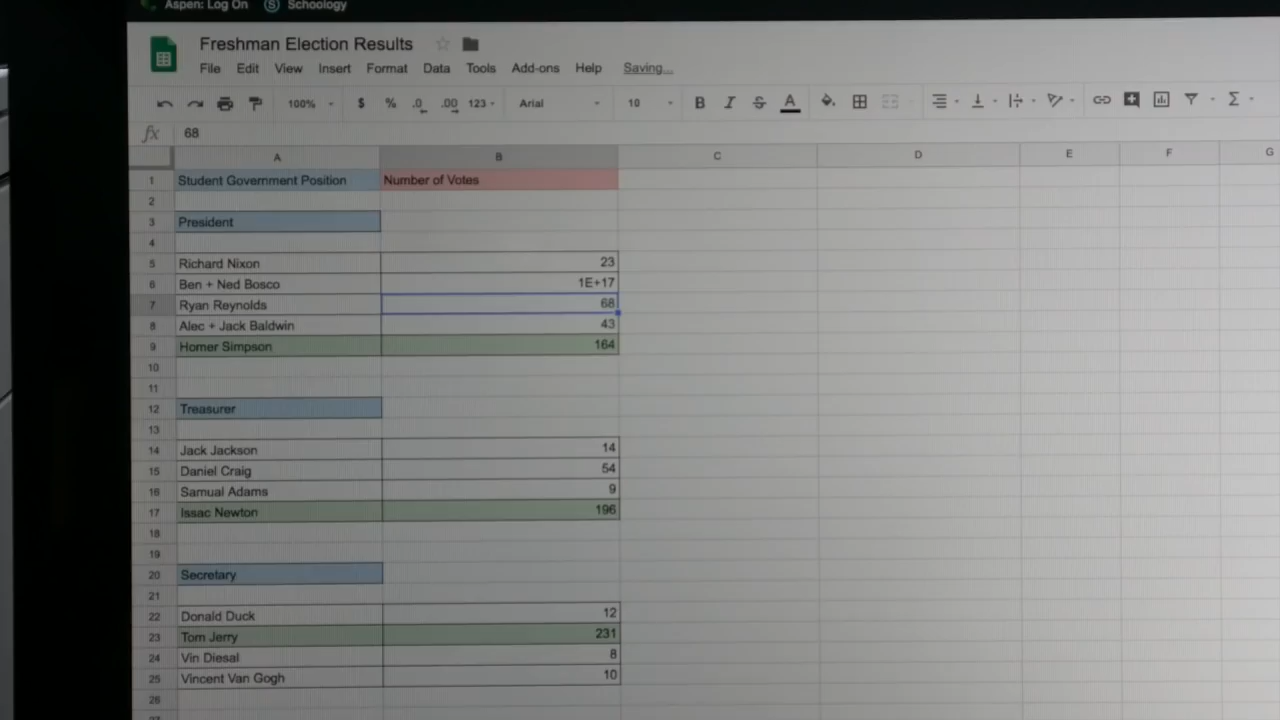 Aspen: Log On Schoology
Freshman Election Results
File Edit View Insert Format Data Tools Add-ons Help Saving...
100% $ % .0 .00 123 Arial 10 B I S A Σ
fx 68
A B C D E F G
1 Student Government Position Number of Votes
2
3 President
4
5 Richard Nixon 23
6 Ben + Ned Bosco 1E+17
7 Ryan Reynolds 68
8 Alec + Jack Baldwin 43
9 Homer Simpson 164
10
11
12 Treasurer
13
14 Jack Jackson 14
15 Daniel Craig 54
16 Samual Adams 9
17 Issac Newton 196
18
19
20 Secretary
21
22 Donald Duck 12
23 Tom Jerry 231
24 Vin Diesal 8
25 Vincent Van Gogh 10
26